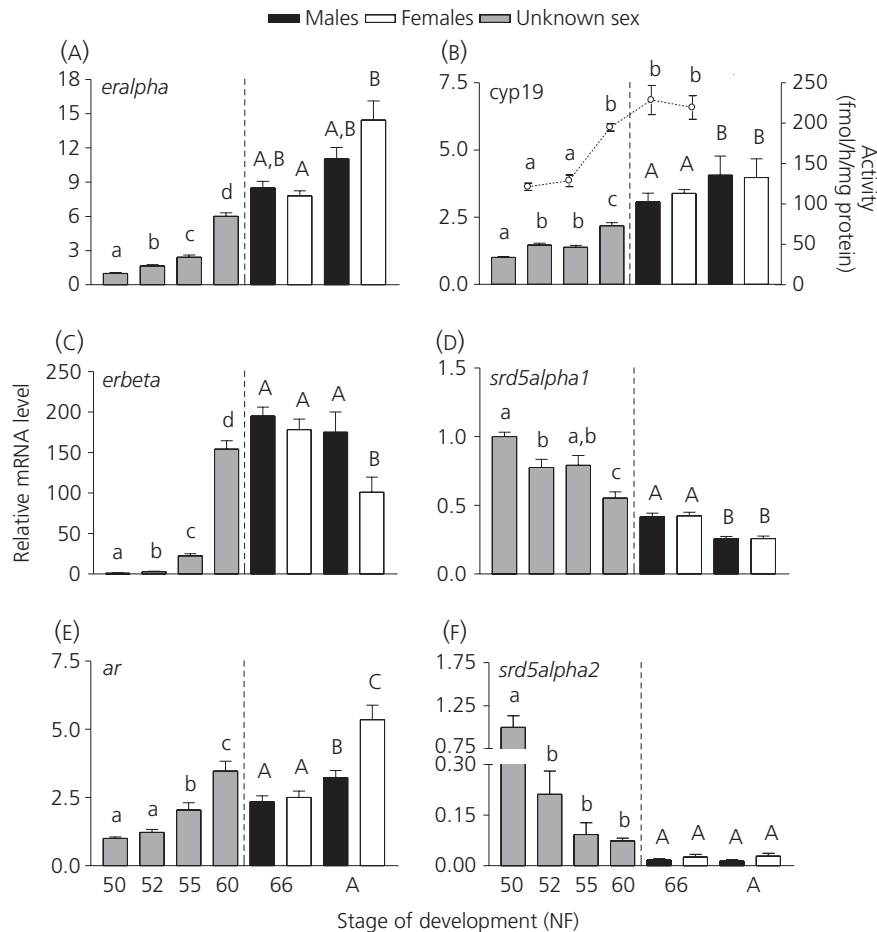 Males Females Unknown sex
(A)
eralpha
18
15
12
9
6
3
0
a b c d A,B A A,B B
(B)
cyp19
7.5
5.0
2.5
0.0
a a b b b
a b b c A A B B
250
200
150
100
50
0
Activity
(fmol/h/mg protein)
Relative mRNA level
(C)
erbeta
250
200
150
100
50
0
a b c d A A A B
(D)
srd5alpha1
1.5
1.0
0.5
0.0
a b a,b c A A B B
(E)
ar
7.5
5.0
2.5
0.0
a a b c A A B C
50 52 55 60 66 A
(F)
srd5alpha2
1.75
1.25
0.75
0.30
0.15
0.00
a b b b A A A A
50 52 55 60 66 A
Stage of development (NF)